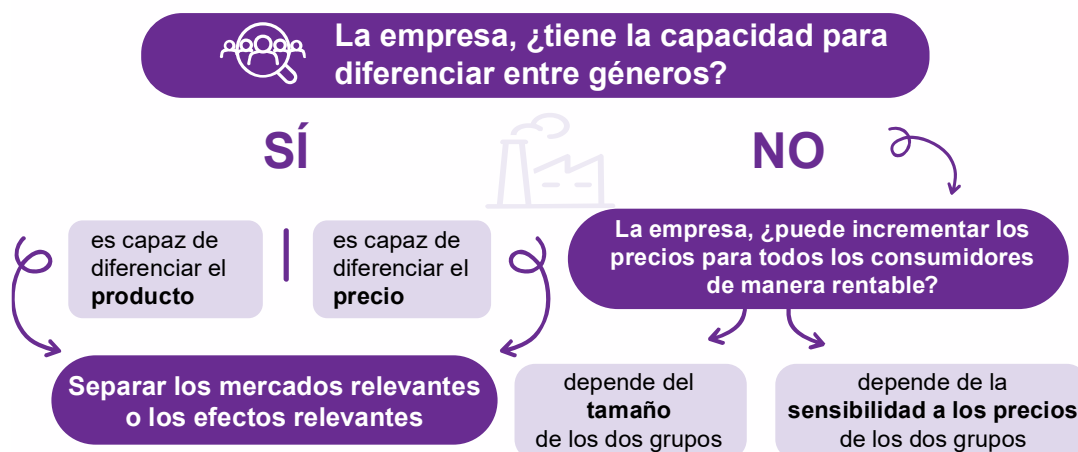 La empresa, ¿tiene la capacidad para
diferenciar entre géneros?
SÍ
es capaz de
diferenciar el
producto
es capaz de
diferenciar el
precio
Separar los mercados relevantes
o los efectos relevantes
NO
La empresa, ¿puede incrementar los
precios para todos los consumidores
de manera rentable?
depende del
tamaño
de los dos grupos
depende de la
sensibilidad a los precios
de los dos grupos